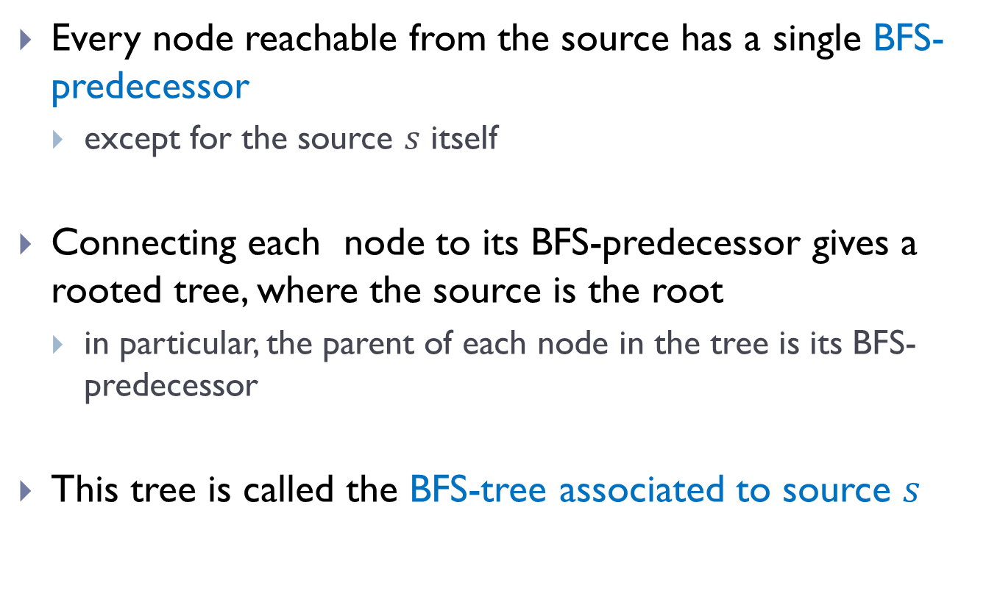 Every node reachable from the source has a single BFS-
predecessor
except for the source s itself
Connecting each  node to its BFS-predecessor gives a
rooted tree, where the source is the root
in particular, the parent of each node in the tree is its BFS-
predecessor
This tree is called the BFS-tree associated to source s